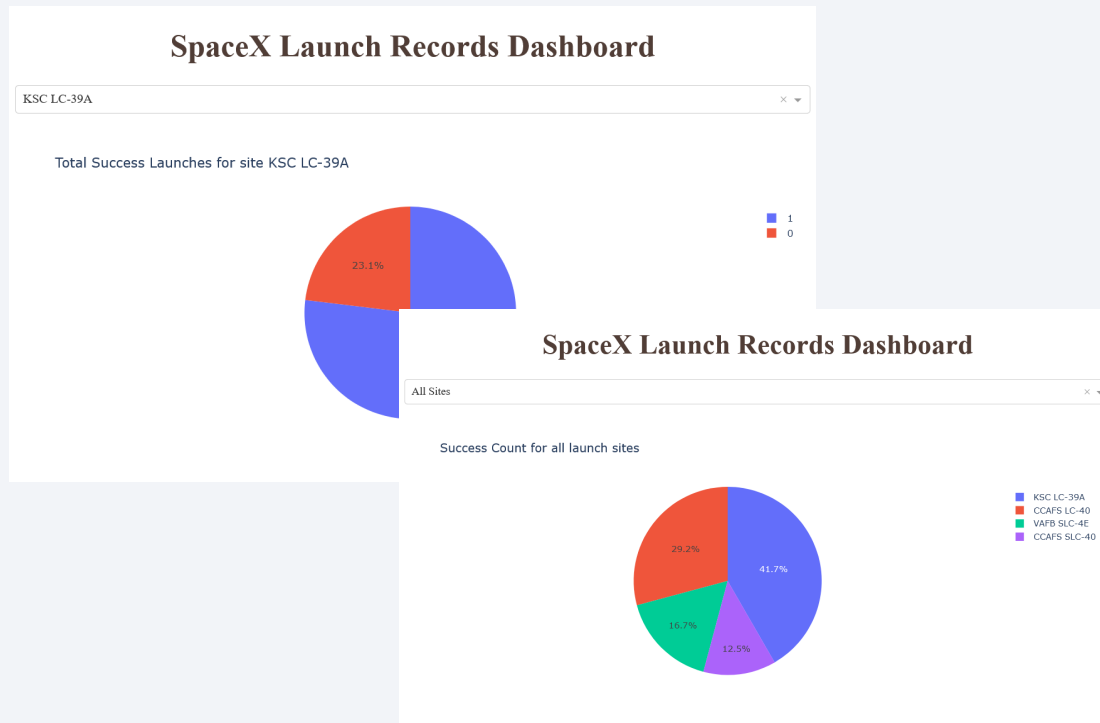 SpaceX Launch Records Dashboard
KSC LC-39A
×
Total Success Launches for site KSC LC-39A
1
0
23.1%
SpaceX Launch Records Dashboard
All Sites
×
Success Count for all launch sites
KSC LC-39A
CCAFS LC-40
VAFB SLC-4E
CCAFS SLC-40
29.2%
41.7%
16.7%
12.5%